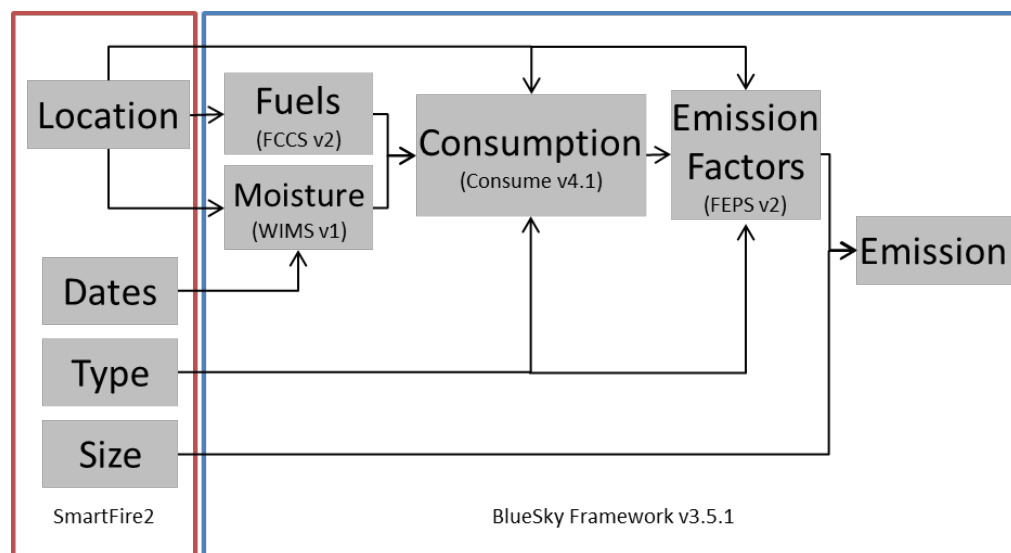 Location
Fuels
(FCCS v2)
Moisture
(WIMS v1)
Consumption
(Consume v4.1)
Emission
Factors
(FEPS v2)
Emission
Dates
Type
Size
SmartFire2
BlueSky Framework v3.5.1